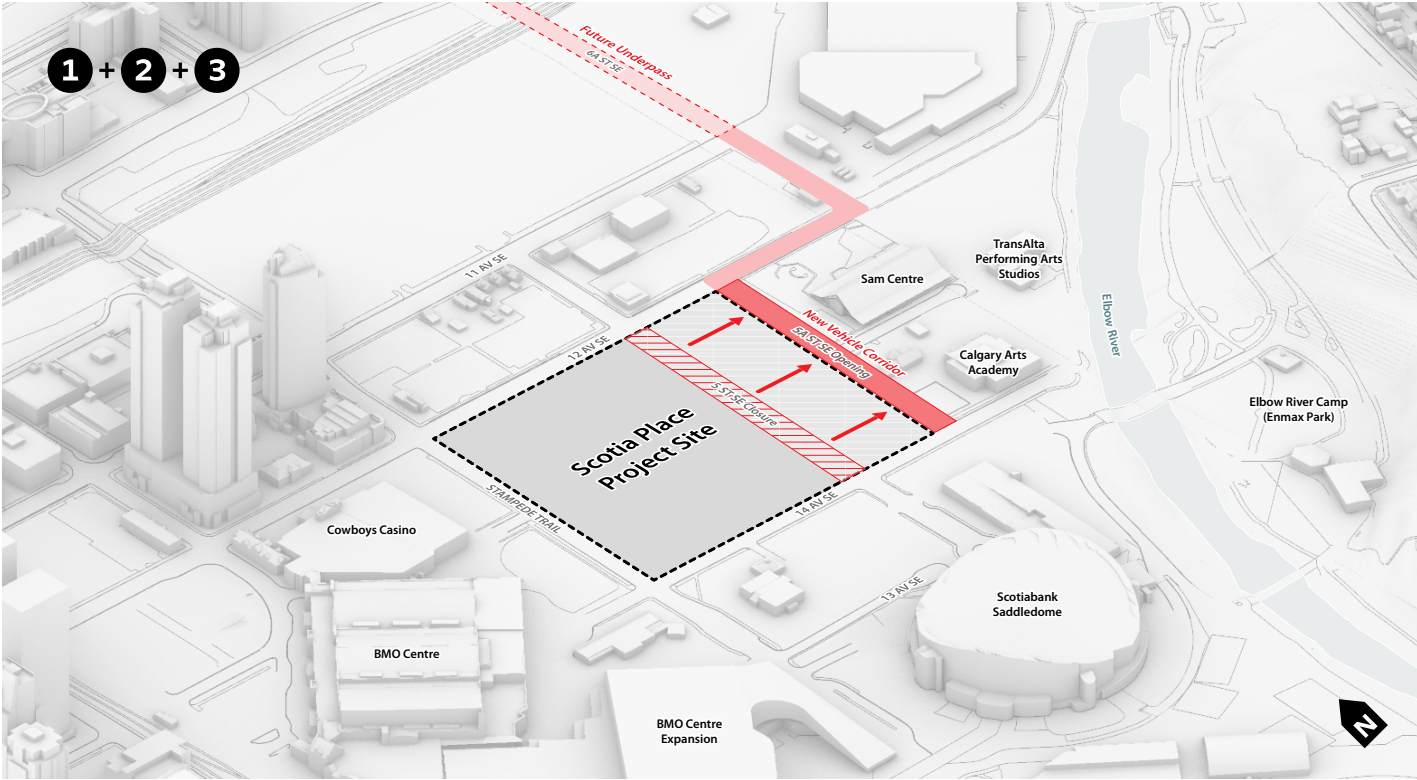 1 + 2 + 3
Future Underpass
6A ST SE
11 AV SE
12 AV SE
TransAlta
Performing Arts
Studios
Sam Centre
Elbow River
New Vehicle Corridor
5A ST SE Opening
Calgary Arts
Academy
5 ST SE Closure
Elbow River Camp
(Enmax Park)
Scotia Place
Project Site
STAMPEDE TRAIL
14 AV SE
Cowboys Casino
13 AV SE
Scotiabank
Saddledome
BMO Centre
BMO Centre
Expansion
N